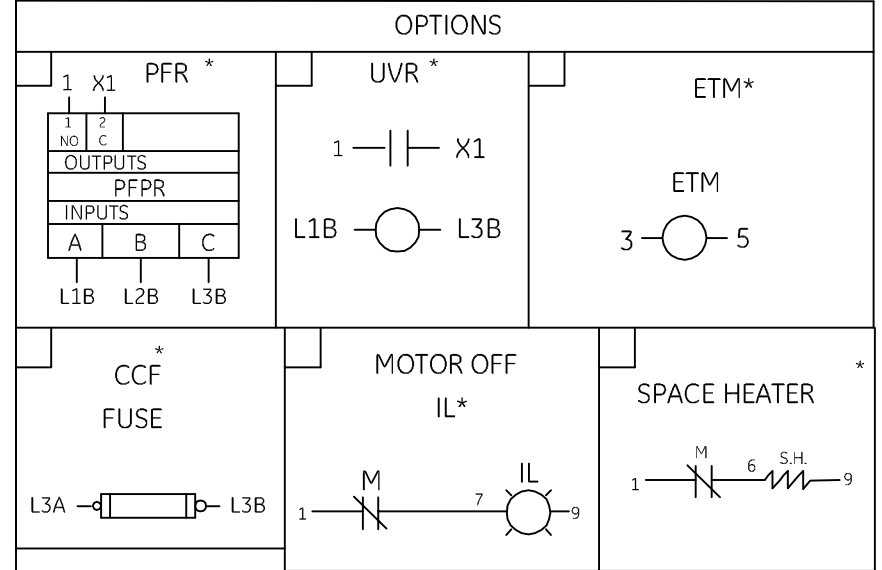 OPTIONS
PFR *
1 X1
1 2
NO C
OUTPUTS
PFPR
INPUTS
A B C
L1B L2B L3B
UVR *
1 X1
L1B L3B
ETM*
ETM
3 5
*
CCF
FUSE
L3A L3B
MOTOR OFF
IL*
M IL
1 7 9
*
SPACE HEATER
M 6 S.H.
1 9